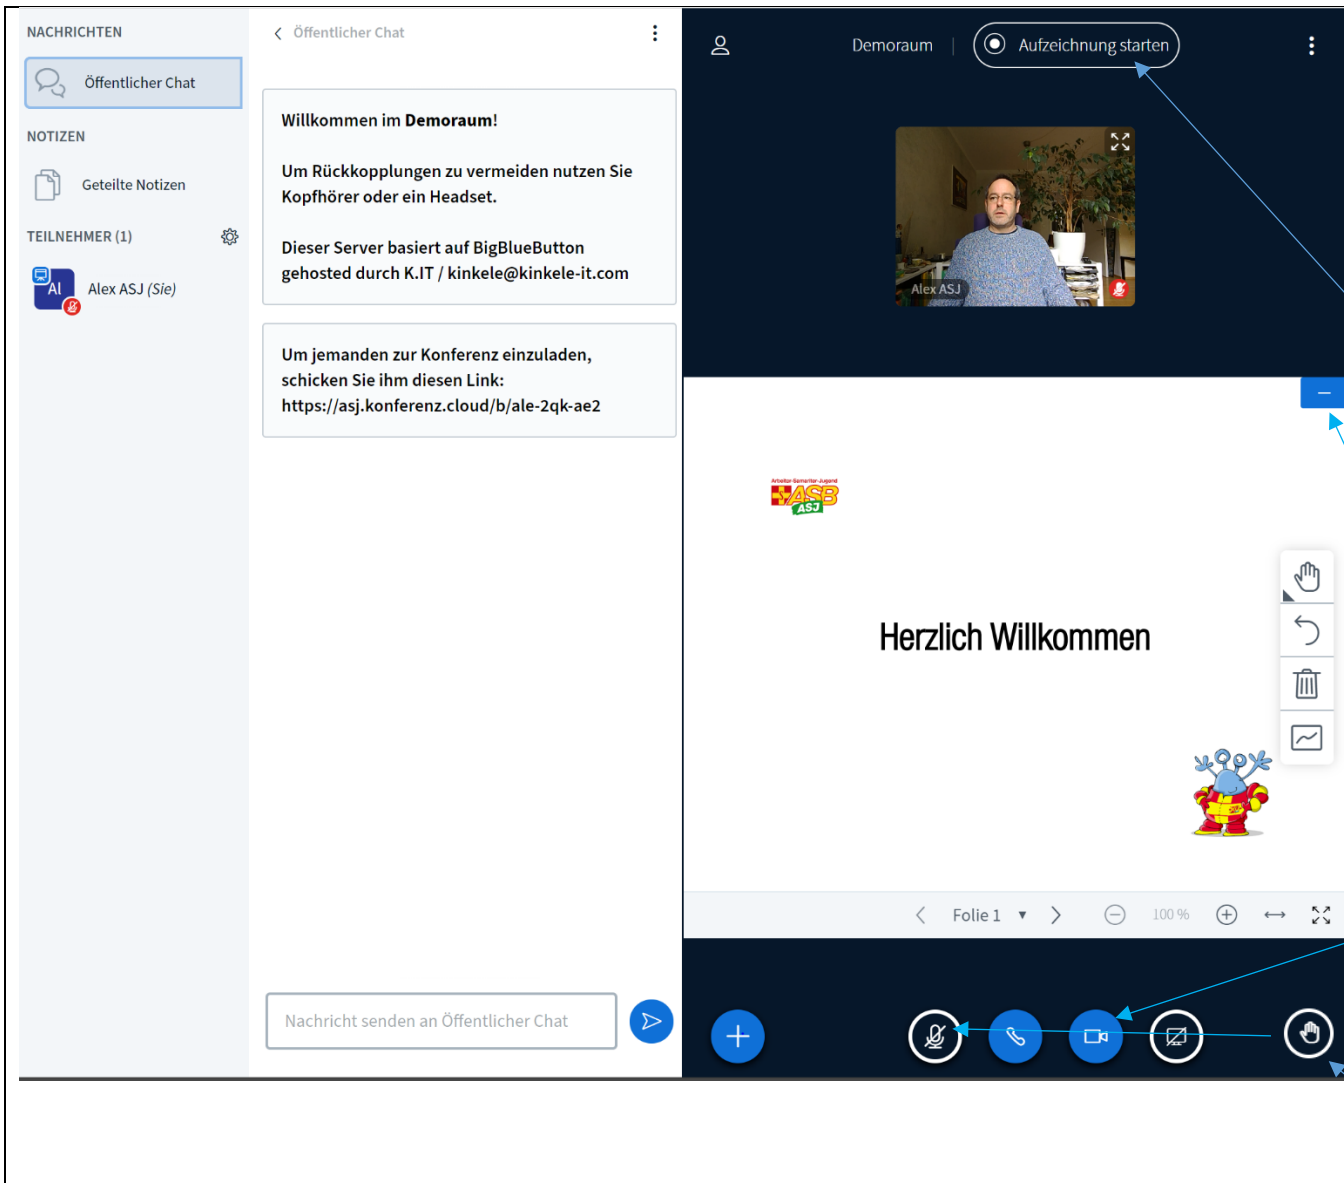 NACHRICHTEN
Öffentlicher Chat
NOTIZEN
Geteilte Notizen
TEILNEHMER (1)
Al
Alex ASJ (Sie)
Öffentlicher Chat
Willkommen im Demoraum!
Um Rückkopplungen zu vermeiden nutzen Sie
Kopfhörer oder ein Headset.
Dieser Server basiert auf BigBlueButton
gehosted durch K.IT / kinkele@kinkele-it.com
Um jemanden zur Konferenz einzuladen,
schicken Sie ihm diesen Link:
https://asj.konferenz.cloud/b/ale-2qk-ae2
Nachricht senden an Öffentlicher Chat
Demoraum
Aufzeichnung starten
Alex ASJ
Arbeiter-Samariter-Jugend
ASB
ASJ
Herzlich Willkommen
Folie 1
100 %